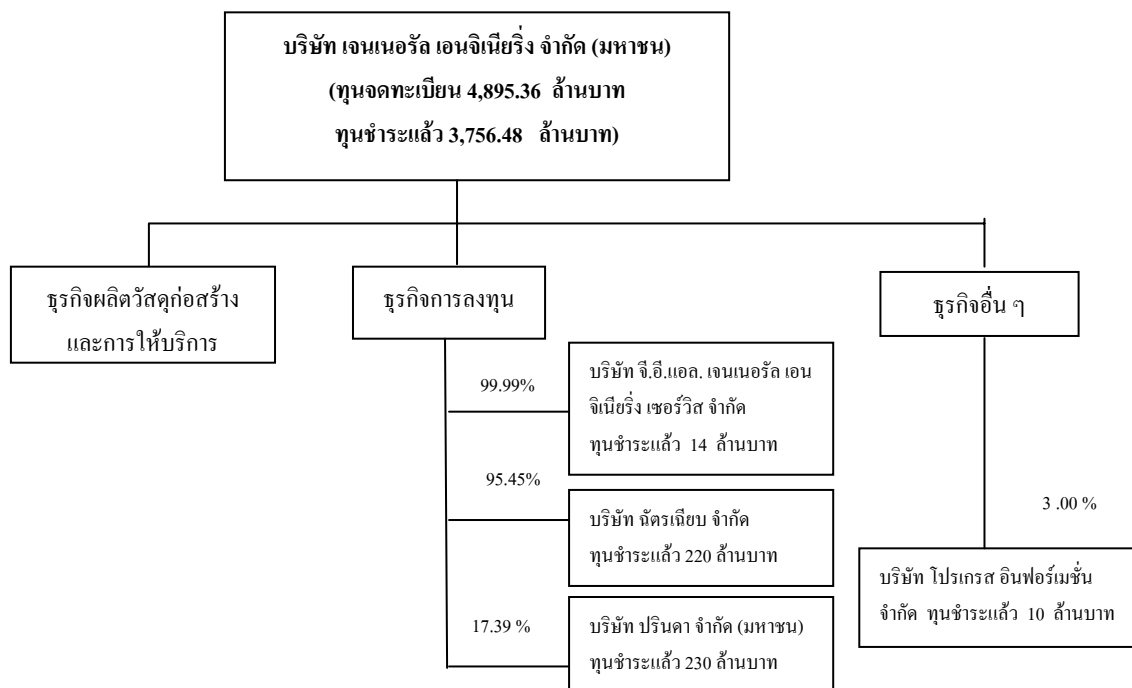 บริษัท เจนเนอรัล เอนจิเนียริ่ง จำกัด (มหาชน)
(ทุนจดทะเบียน 4,895.36 ล้านบาท
ทุนชำระแล้ว 3,756.48 ล้านบาท)
ธุรกิจผลิตวัสดุก่อสร้าง
และการให้บริการ
ธุรกิจการลงทุน
ธุรกิจอื่น ๆ
99.99%
บริษัท จี.อี.แอล. เจนเนอรัล เอน
จิเนียริ่ง เซอร์วิส จำกัด
ทุนชำระแล้ว 14 ล้านบาท
95.45%
บริษัท ฉัตรเฉียบ จำกัด
ทุนชำระแล้ว 220 ล้านบาท
17.39 %
บริษัท ปรินดา จำกัด (มหาชน)
ทุนชำระแล้ว 230 ล้านบาท
3 .00 %
บริษัท โปรเกรส อินฟอร์เมชั่น
จำกัด ทุนชำระแล้ว 10 ล้านบาท